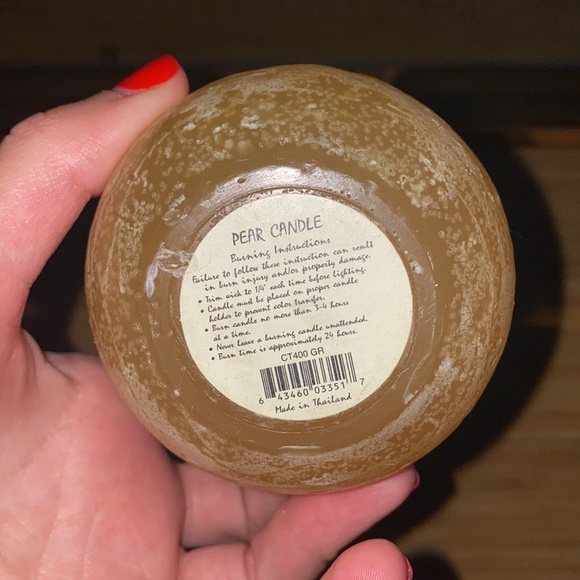 PEAR CANDLE
Burning Instructions
Failure to follow these instruction can result
in burn injury and/or property damage.
• Trim wick to 1/4" each time before lighting.
• Candle must be placed on proper candle
holder to prevent color transfer.
• Burn candle no more than 3-4 hours
at a time.
• Never leave a burning candle unattended.
• Burn time is approximately 24 hours.
CT400 GR
6 43460 03351 7
Made in Thailand